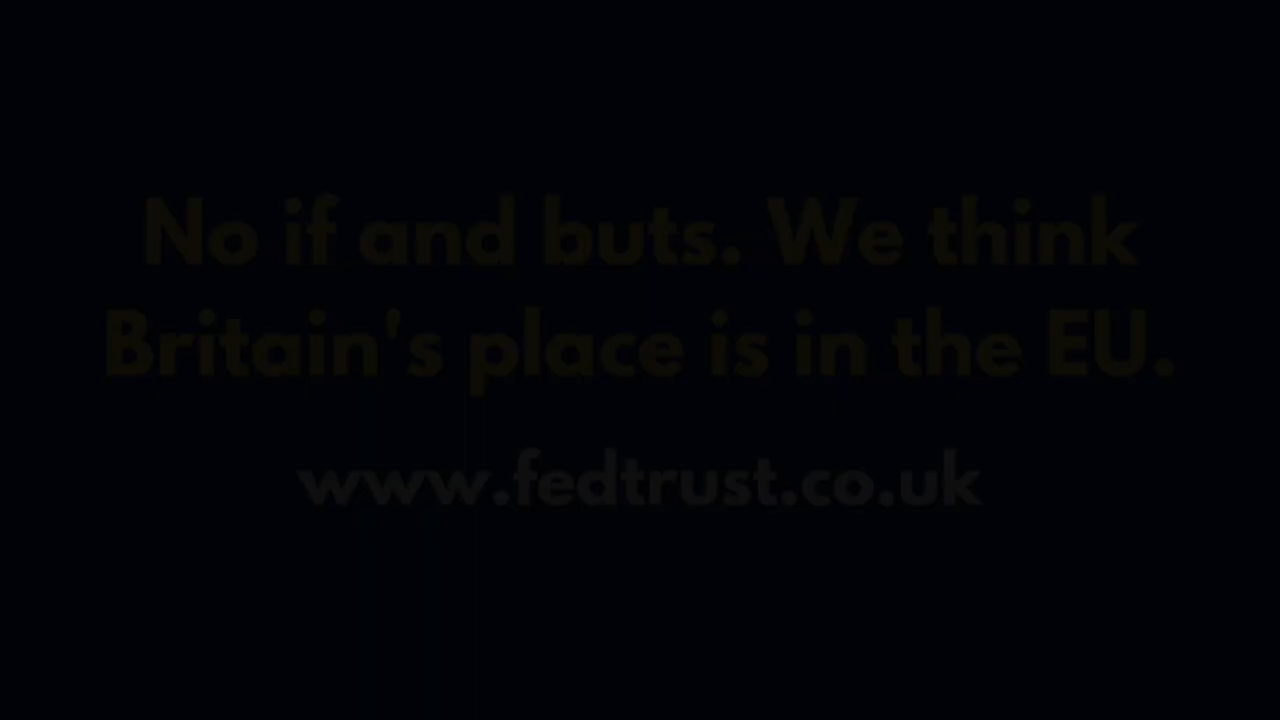 No if and buts. We think
Britain's place is in the EU.
www.fedtrust.co.uk